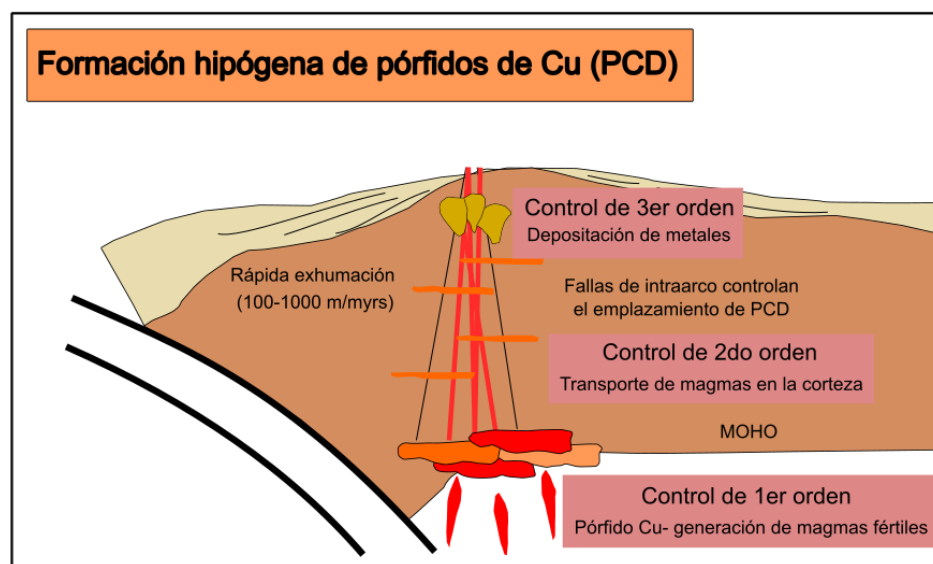 Formación hipógena de pórfidos de Cu (PCD)
Control de 3er orden
Depositación de metales
Rápida exhumación
(100-1000 m/myrs)
Fallas de intraarco controlan
el emplazamiento de PCD
Control de 2do orden
Transporte de magmas en la corteza
MOHO
Control de 1er orden
Pórfido Cu- generación de magmas fértiles